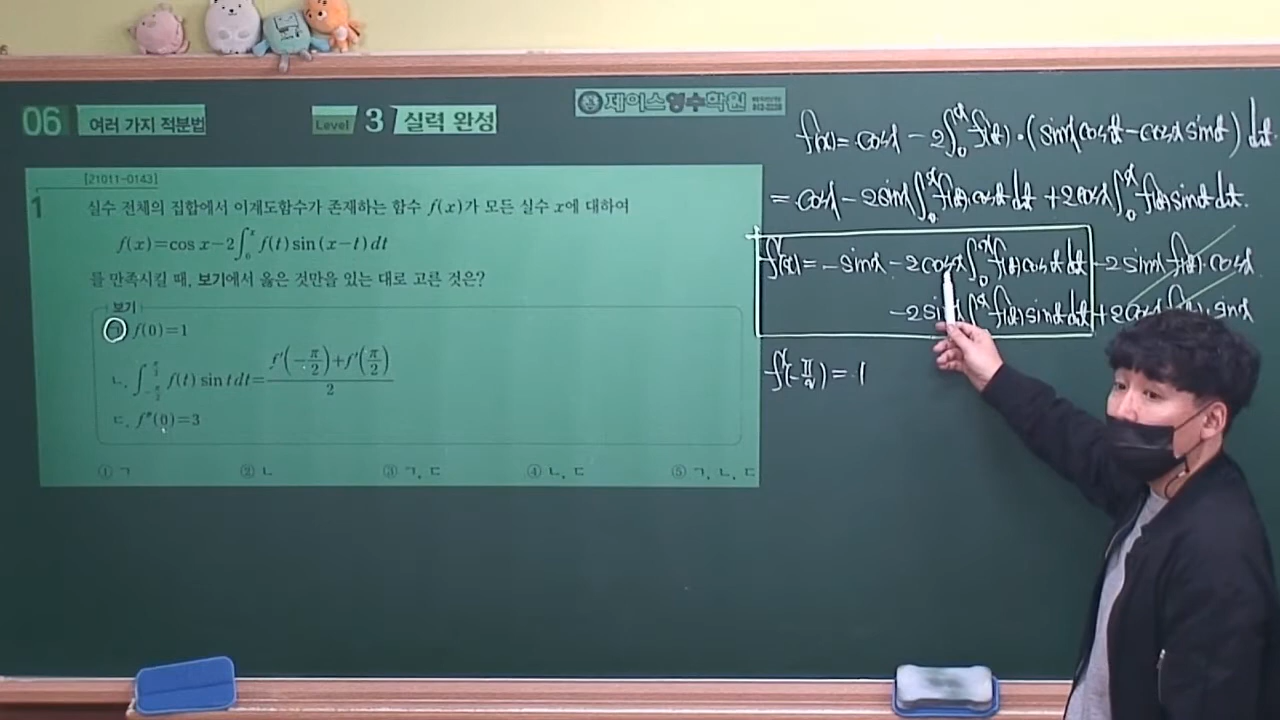 06 여러 가지 적분법
Level 3 실력 완성
제이스영수학원
[21011-0143]
1 실수 전체의 집합에서 이계도함수가 존재하는 함수 f(x)가 모든 실수 x에 대하여
f(x)=cos x-2∫₀ˣ f(t) sin (x-t) dt
를 만족시킬 때, 보기에서 옳은 것만을 있는 대로 고른 것은?
보기
ㄱ. f(0)=1
ㄴ. ∫_{-π/2}^{π/2} f(t) sin t dt = (f′(-π/2)+f′(π/2))/2
ㄷ. f″(0)=3
① ㄱ ② ㄴ ③ ㄱ, ㄷ ④ ㄴ, ㄷ ⑤ ㄱ, ㄴ, ㄷ
f(x)= cosx - 2∫₀ˣ f(t)·(sinx cost - cosx sint) dt
= cosx - 2sinx∫₀ˣ f(t)·cost dt + 2cosx∫₀ˣ f(t) sint dt.
f′(x)= -sinx - 2cosx∫₀ˣ f(t)cost dt - 2sinx f(x)·cosx
-2sinx∫₀ˣ f(t)sint dt + 2cosx f(x)·sinx
f′(-π/2)= 1